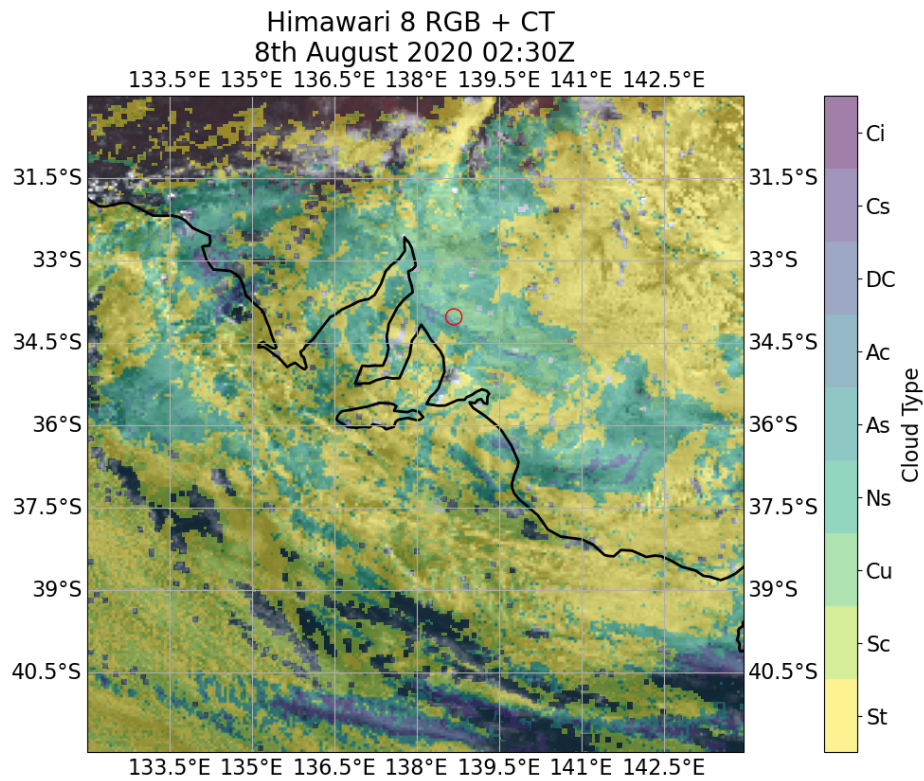 Himawari 8 RGB + CT
8th August 2020 02:30Z
133.5°E 135°E 136.5°E 138°E 139.5°E 141°E 142.5°E
31.5°S 31.5°S
33°S 33°S
34.5°S 34.5°S
36°S 36°S
37.5°S 37.5°S
39°S 39°S
40.5°S 40.5°S
133.5°E 135°E 136.5°E 138°E 139.5°E 141°E 142.5°E
Ci
Cs
DC
Ac
As
Ns
Cu
Sc
St
Cloud Type